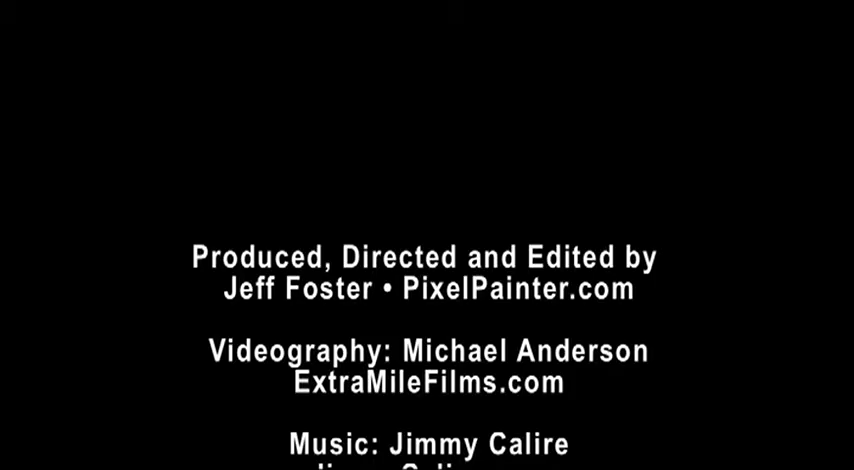 Produced, Directed and Edited by
Jeff Foster • PixelPainter.com
Videography: Michael Anderson
ExtraMileFilms.com
Music: Jimmy Calire